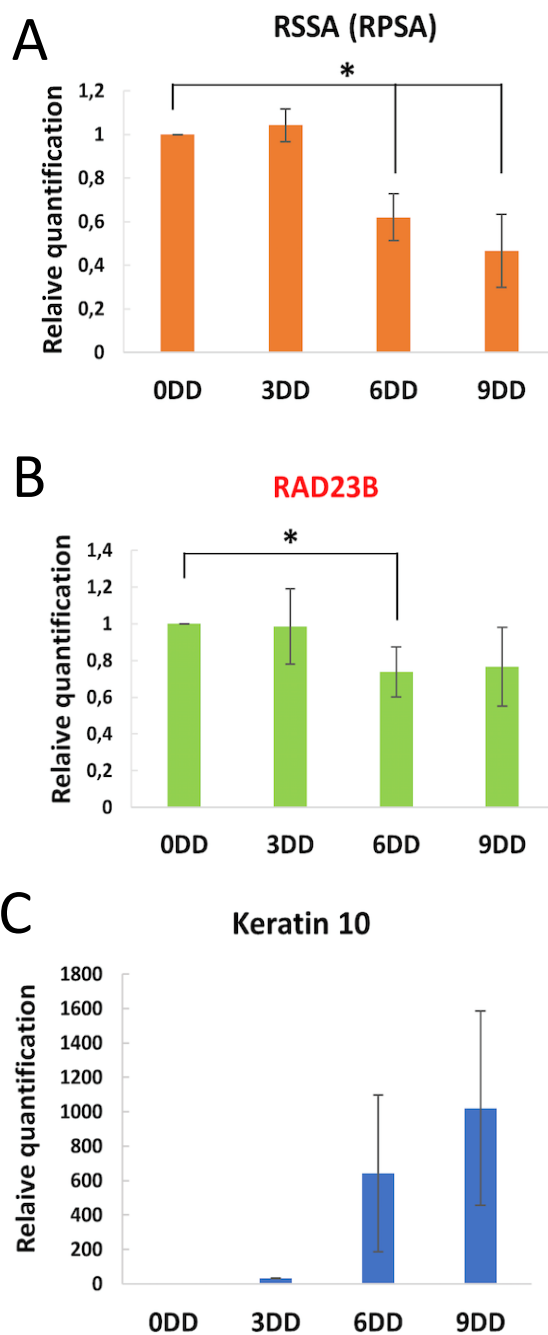 A
RSSA (RPSA)
*
Relaive quantification
1,2
1
0,8
0,6
0,4
0,2
0
0DD 3DD 6DD 9DD
B
RAD23B
*
Relaive quantification
1,4
1,2
1
0,8
0,6
0,4
0,2
0
0DD 3DD 6DD 9DD
C
Keratin 10
Relaive quantification
1800
1600
1400
1200
1000
800
600
400
200
0
0DD 3DD 6DD 9DD